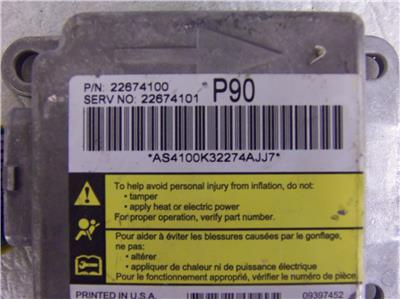 P/N: 22674100
SERV NO: 22674101 P90
*AS4100K32274AJJ7*
To help avoid personal injury from inflation, do not:
• tamper
• apply heat or electric power
For proper operation, verify part number.
Pour aider à éviter les blessures causées par le gonflage,
ne pas:
• altérer
• appliquer de chaleur ni de puissance électrique
Pour le fonctionnement approprié, vérifier le numéro de pièce.
PRINTED IN U.S.A. 09397452